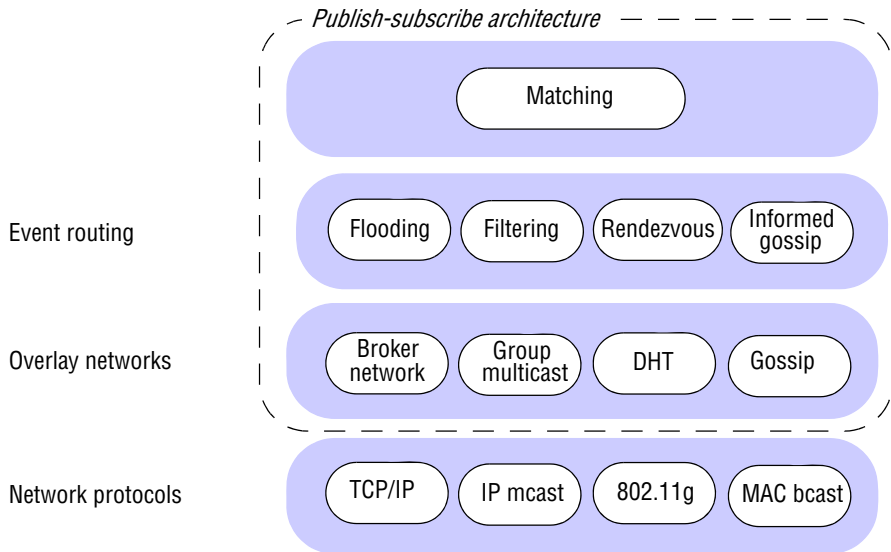 Publish-subscribe architecture
Matching
Event routing
Flooding
Filtering
Rendezvous
Informed
gossip
Overlay networks
Broker
network
Group
multicast
DHT
Gossip
Network protocols
TCP/IP
IP mcast
802.11g
MAC bcast